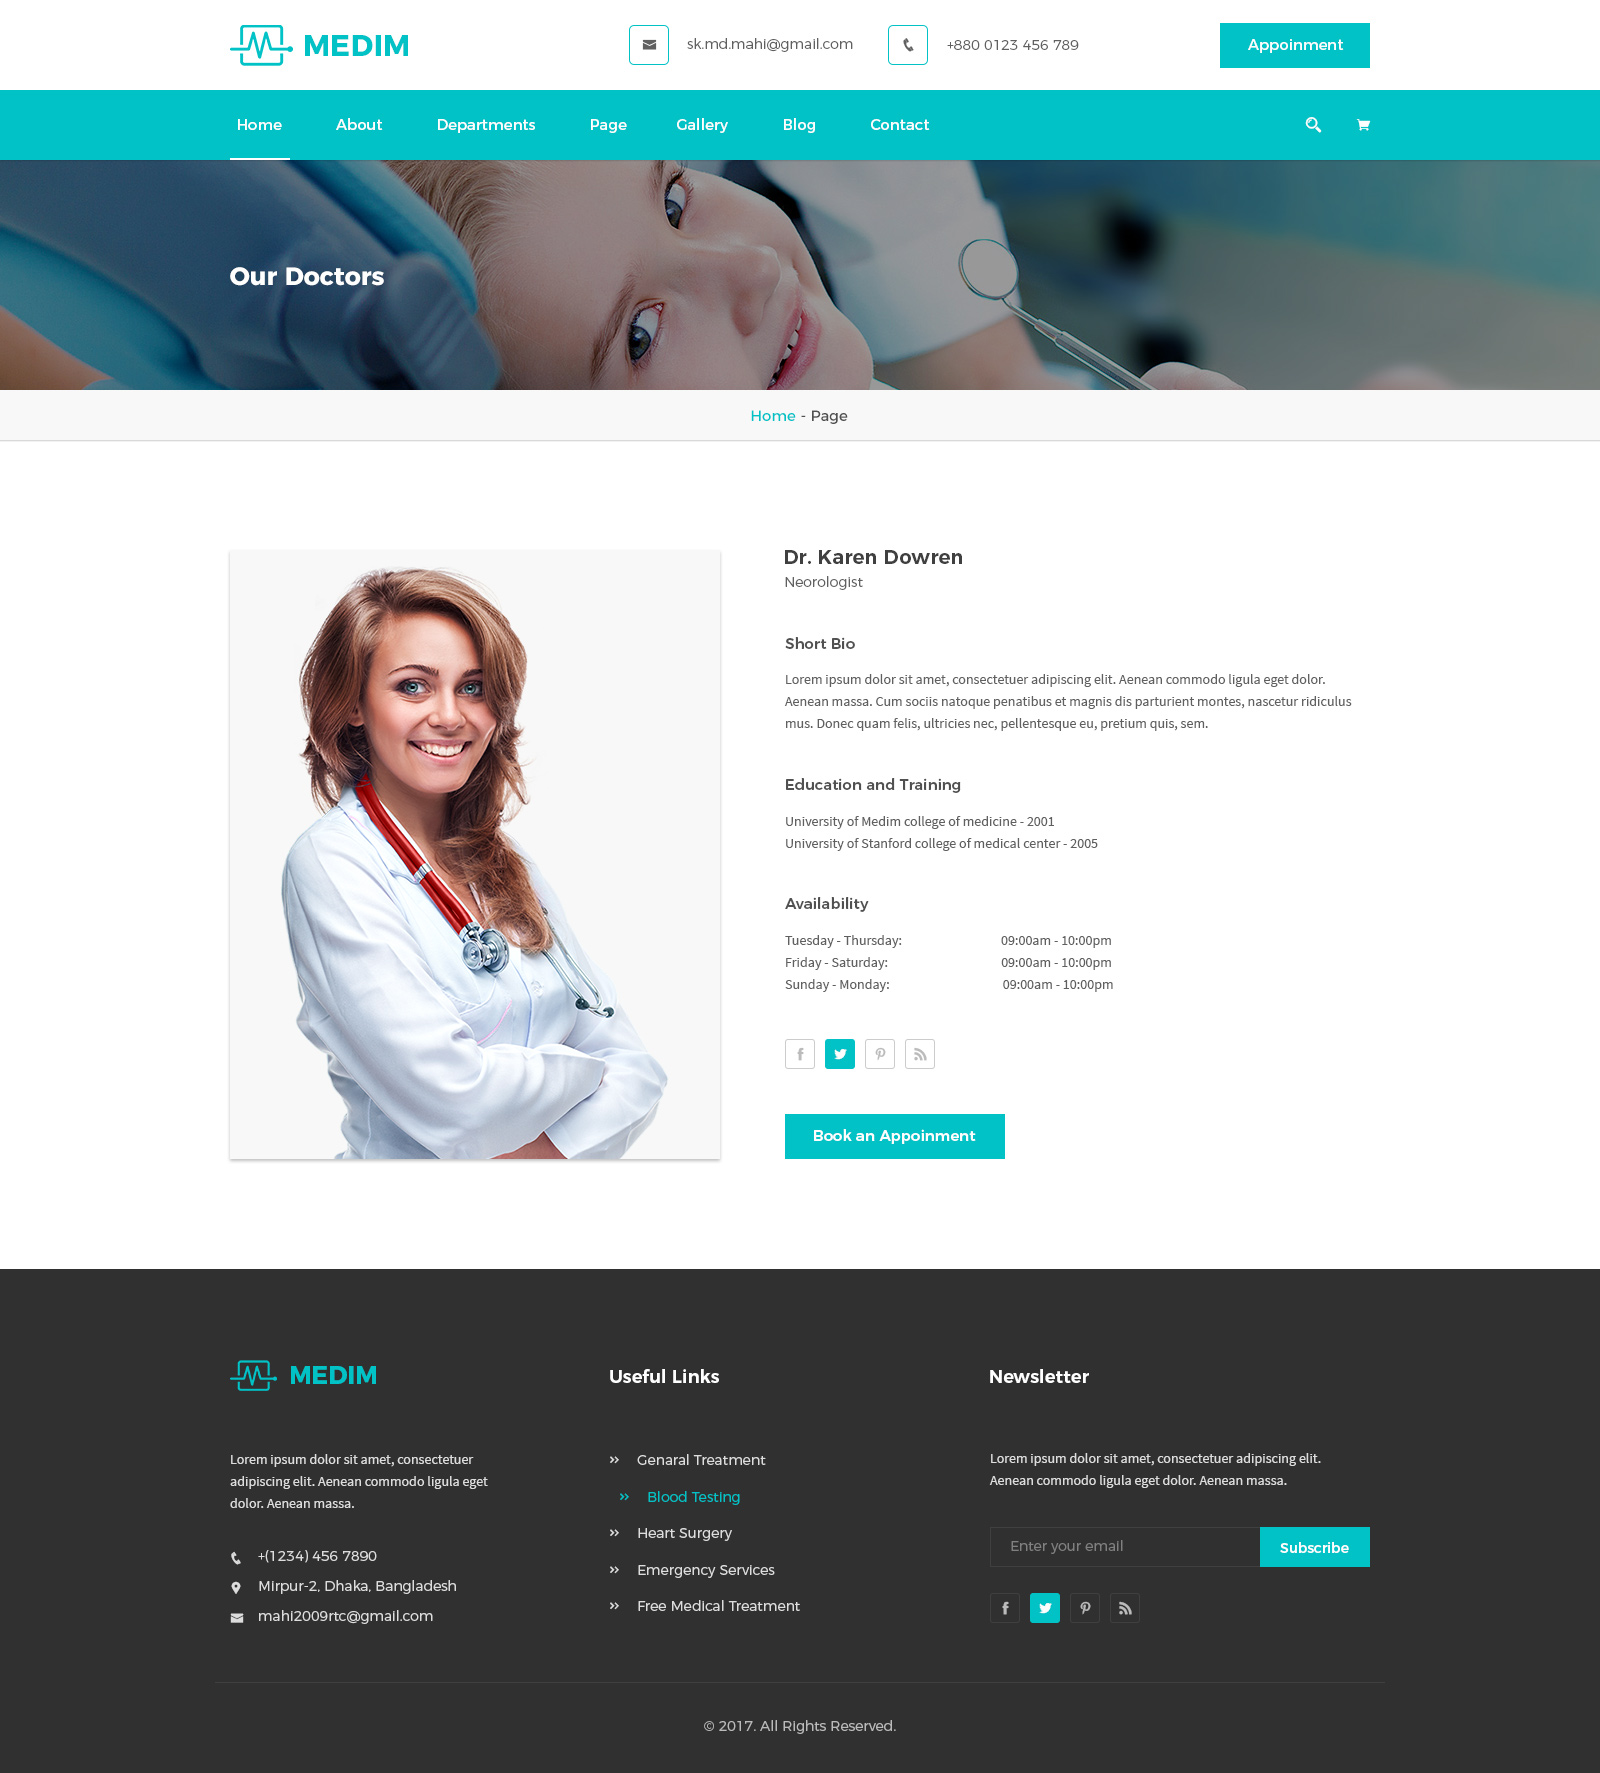 MEDIM
sk.md.mahi@gmail.com
+880 0123 456 789
Appoinment
Home
About
Departments
Page
Gallery
Blog
Contact
Our Doctors
Home - Page
Dr. Karen Dowren
Neorologist
Short Bio
Lorem ipsum dolor sit amet, consectetuer adipiscing elit. Aenean commodo ligula eget dolor.
Aenean massa. Cum sociis natoque penatibus et magnis dis parturient montes, nascetur ridiculus
mus. Donec quam felis, ultricies nec, pellentesque eu, pretium quis, sem.
Education and Training
University of Medim college of medicine - 2001
University of Stanford college of medical center - 2005
Availability
Tuesday - Thursday: 09:00am - 10:00pm
Friday - Saturday: 09:00am - 10:00pm
Sunday - Monday: 09:00am - 10:00pm
Book an Appoinment
MEDIM
Lorem ipsum dolor sit amet, consectetuer
adipiscing elit. Aenean commodo ligula eget
dolor. Aenean massa.
+(1234) 456 7890
Mirpur-2, Dhaka, Bangladesh
mahi2009rtc@gmail.com
Useful Links
Genaral Treatment
Blood Testing
Heart Surgery
Emergency Services
Free Medical Treatment
Newsletter
Lorem ipsum dolor sit amet, consectetuer adipiscing elit.
Aenean commodo ligula eget dolor. Aenean massa.
Enter your email
Subscribe
© 2017. All Rights Reserved.